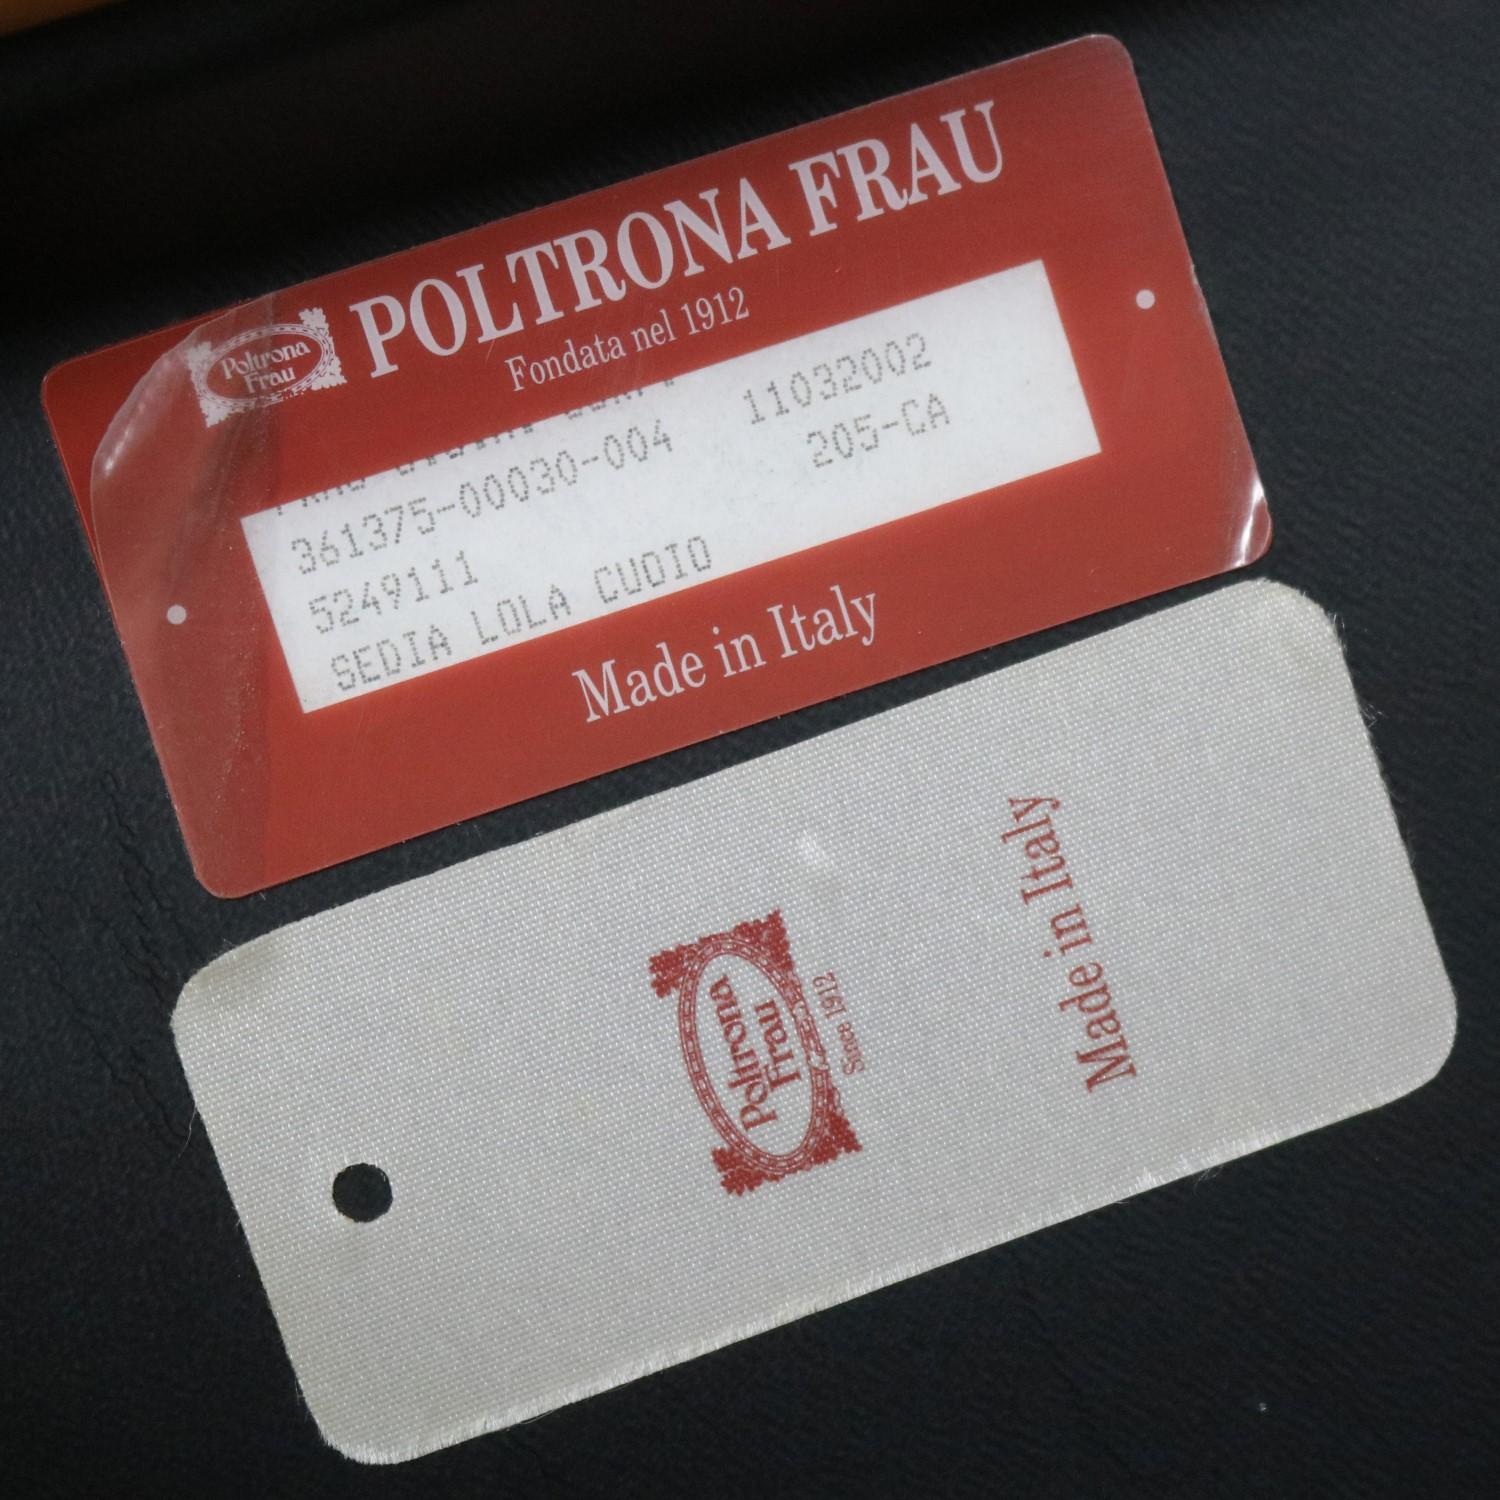 POLTRONA FRAU
Fondata nel 1912
Poltrona
Frau
361375-00030-004 11032002
5249111 205-CA
SEDIA LOLA CUOIO
Made in Italy
Poltrona
Frau
Since 1912
Made in Italy